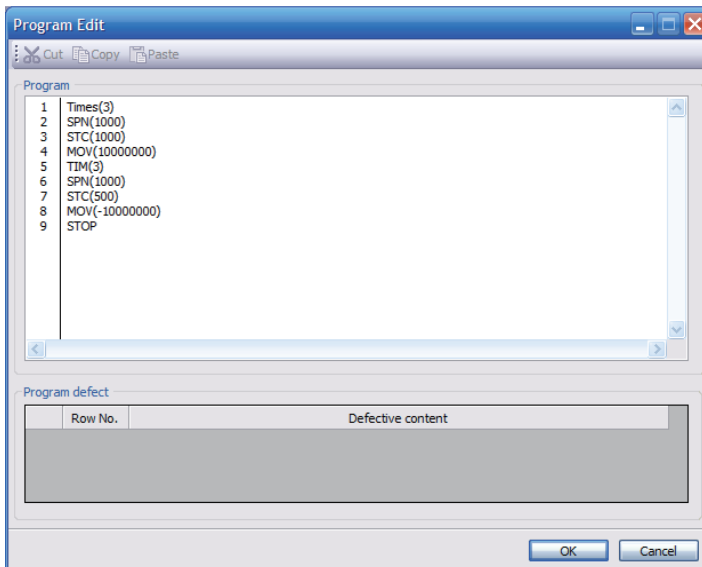 Program Edit
Cut Copy Paste
Program
1 Times(3)
2 SPN(1000)
3 STC(1000)
4 MOV(10000000)
5 TIM(3)
6 SPN(1000)
7 STC(500)
8 MOV(-10000000)
9 STOP
Program defect
Row No. Defective content
OK Cancel